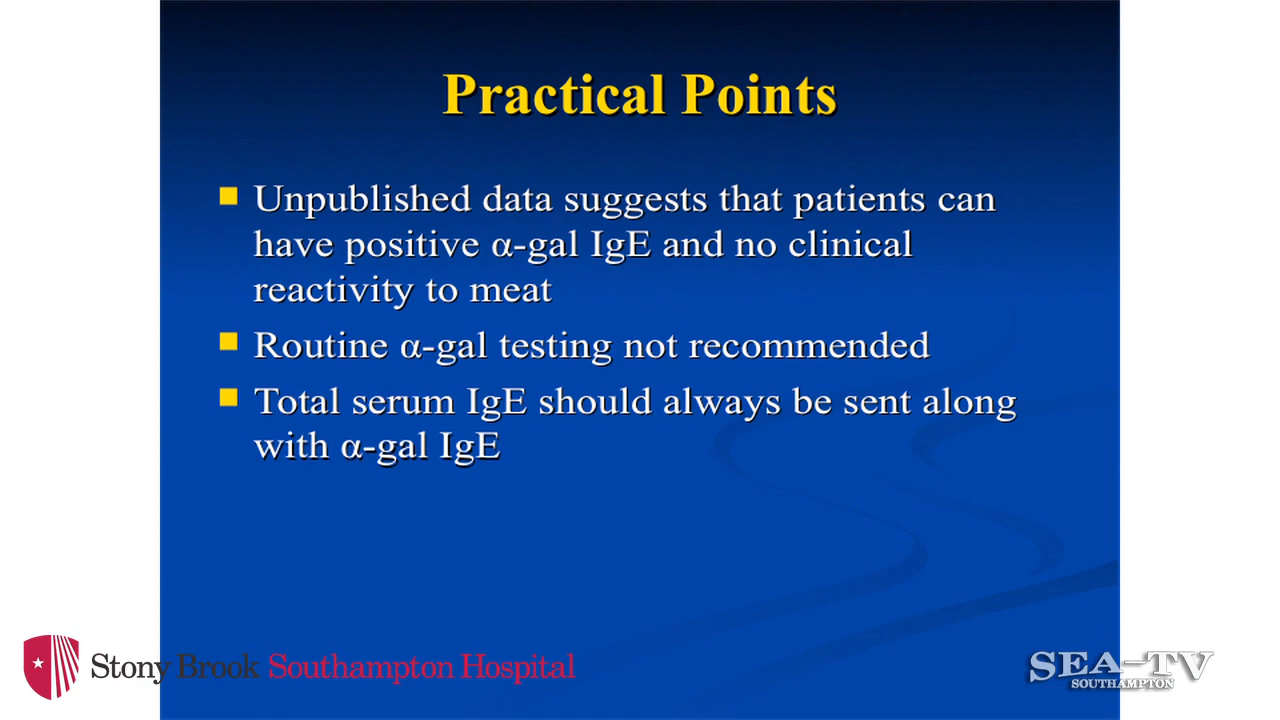 Practical Points
Unpublished data suggests that patients can
have positive α-gal IgE and no clinical
reactivity to meat
Routine α-gal testing not recommended
Total serum IgE should always be sent along
with α-gal IgE
Stony Brook Southampton Hospital
SEA-TV
SOUTHAMPTON